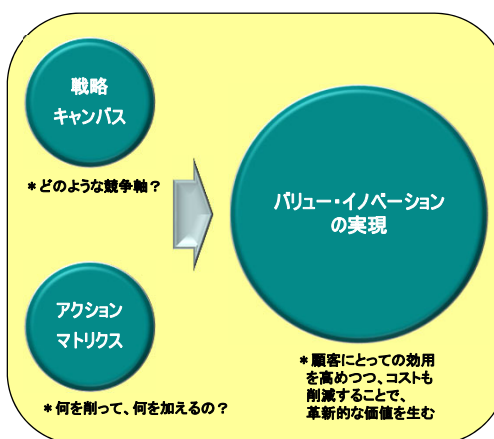 戦略
キャンバス
*どのような競争軸？
アクション
マトリクス
*何を削って、何を加えるの？
バリュー・イノベーション
の実現
*顧客にとっての効用
を高めつつ、コストも
削減することで、
革新的な価値を生む